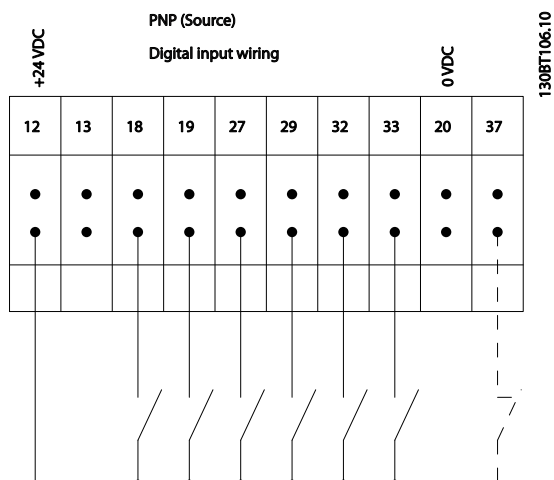 PNP (Source)
Digital input wiring
+24 VDC
0 VDC
130BT106.10
12 13 18 19 27 29 32 33 20 37